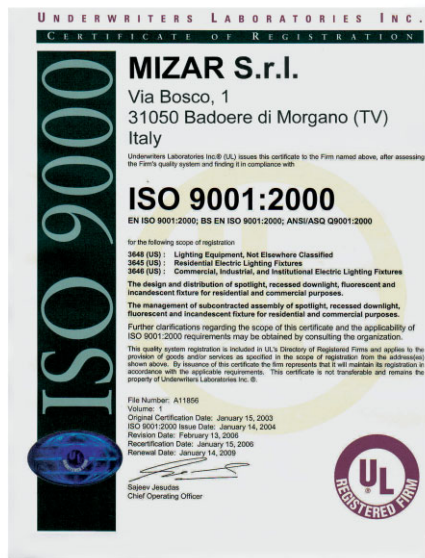 UNDERWRITERS LABORATORIES INC.
CERTIFICATE OF REGISTRATION
ISO 9000
MIZAR S.r.l.
Via Bosco, 1
31050 Badoere di Morgano (TV)
Italy
Underwriters Laboratories Inc.® (UL) issues this certificate to the Firm named above, after assessing
the Firm's quality system and finding it in compliance with
ISO 9001:2000
EN ISO 9001:2000; BS EN ISO 9001:2000; ANSI/ASQ Q9001:2000
for the following scope of registration
3648 (US) : Lighting Equipment, Not Elsewhere Classified
3645 (US) : Residential Electric Lighting Fixtures
3646 (US) : Commercial, Industrial, and Institutional Electric Lighting Fixtures
The design and distribution of spotlight, recessed downlight, fluorescent and
incandescent fixture for residential and commercial purposes.
The management of subcontracted assembly of spotlight, recessed downlight,
fluorescent and incandescent fixture for residential and commercial purposes.
Further clarifications regarding the scope of this certificate and the applicability of
ISO 9001:2000 requirements may be obtained by consulting the organization.
This quality system registration is included in UL's Directory of Registered Firms and applies to the
provision of goods and/or services as specified in the scope of registration from the address(es)
shown above. By issuance of this certificate the firm represents that it will maintain its registration in
accordance with the applicable requirements. This certificate is not transferable and remains the
property of Underwriters Laboratories Inc. ®.
File Number: A11856
Volume: 1
Original Certification Date: January 15, 2003
ISO 9001:2000 Issue Date: January 14, 2004
Revision Date: February 13, 2006
Recertification Date: January 15, 2006
Renewal Date: January 14, 2009
Sajeev Jesudas
Chief Operating Officer
UL
®
REGISTERED FIRM